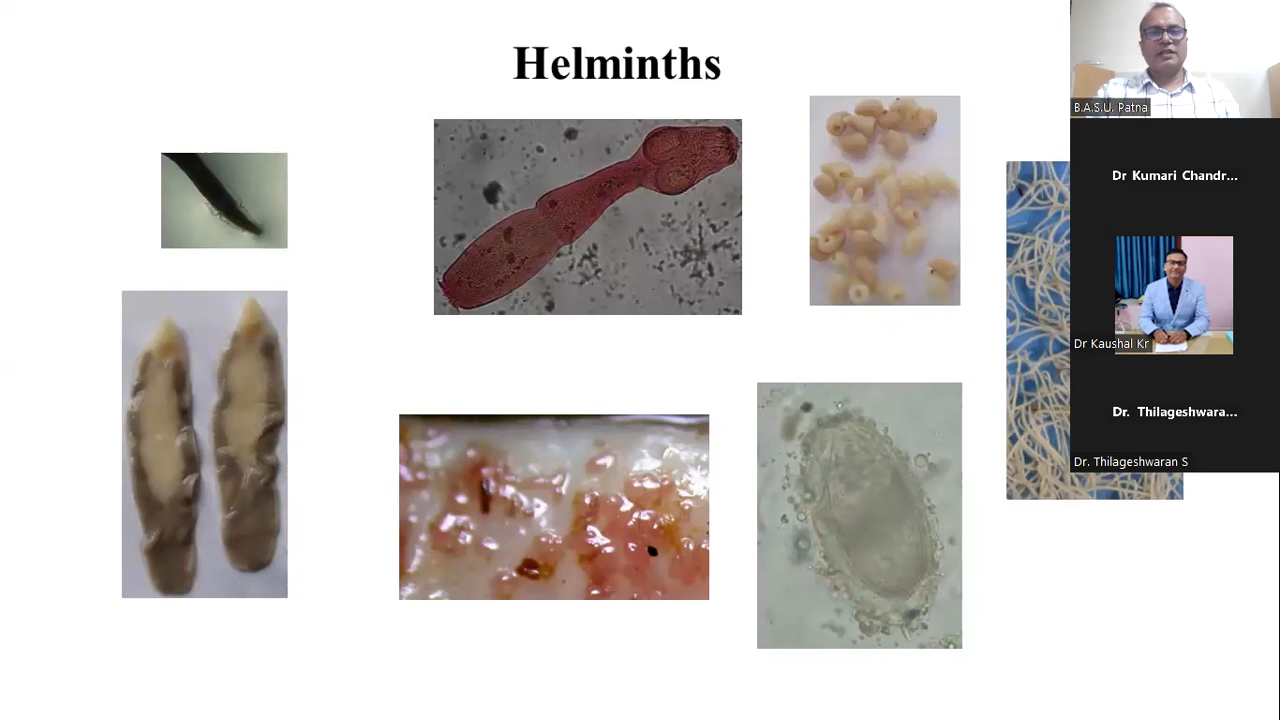 Helminths
B.A.S.U. Patna
Dr Kumari Chandr...
Dr Kaushal Kr
Dr. Thilageshwara...
Dr. Thilageshwaran S